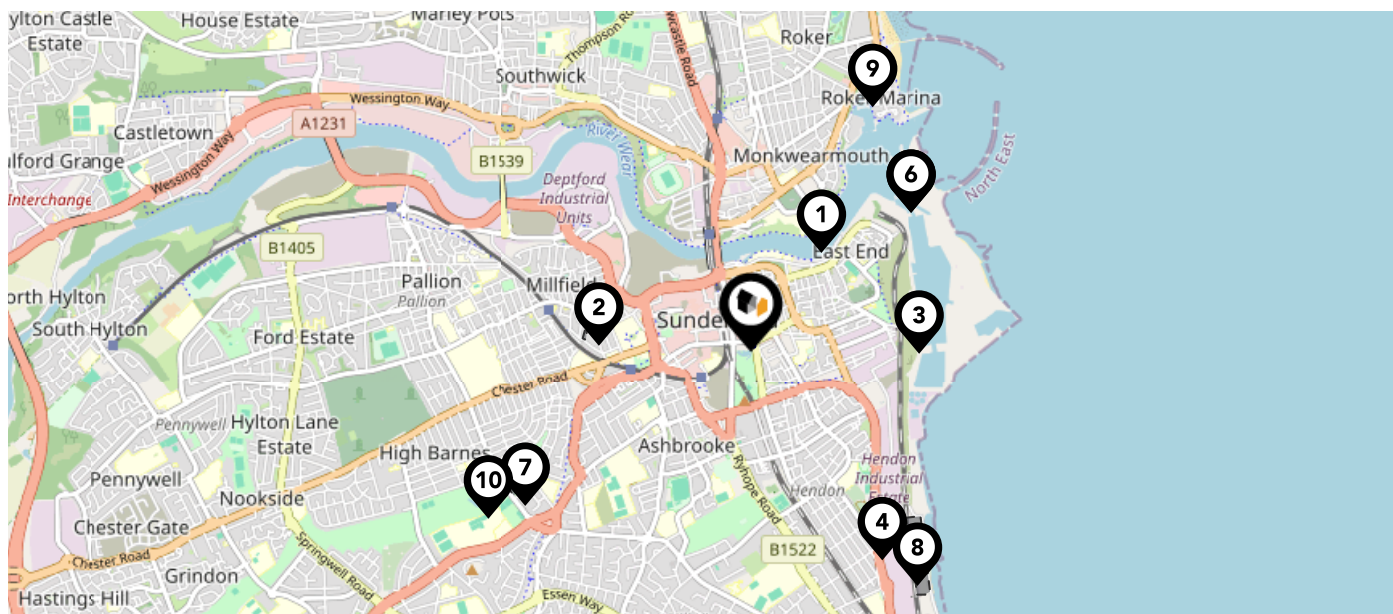 House Estate
Marley Pots
ylton Castle
Estate
Thompson Ro
wcastle Road
Roker
9
Southwick
Roker Marina
Wessington Way
A1231
Castletown
River Wear
North East
ulford Grange
Wessington Way
B1539
Monkwearmouth
6
Interchange
Deptford
Industrial
Units
1
B1405
East End
Pallion
Pallion
Millfield
orth Hylton
2
3
South Hylton
Ford Estate
Sunder
Chester Road
Pennywell
Hylton Lane
Estate
High Barnes
Ashbrooke
Hendon
Industrial
Estate
Pennywell
10
7
Nookside
Ryhope Road
Hendon
Chester Gate
4
Chester Road
Springwell Road
B1522
8
Grindon
Hastings Hill
Essen Way